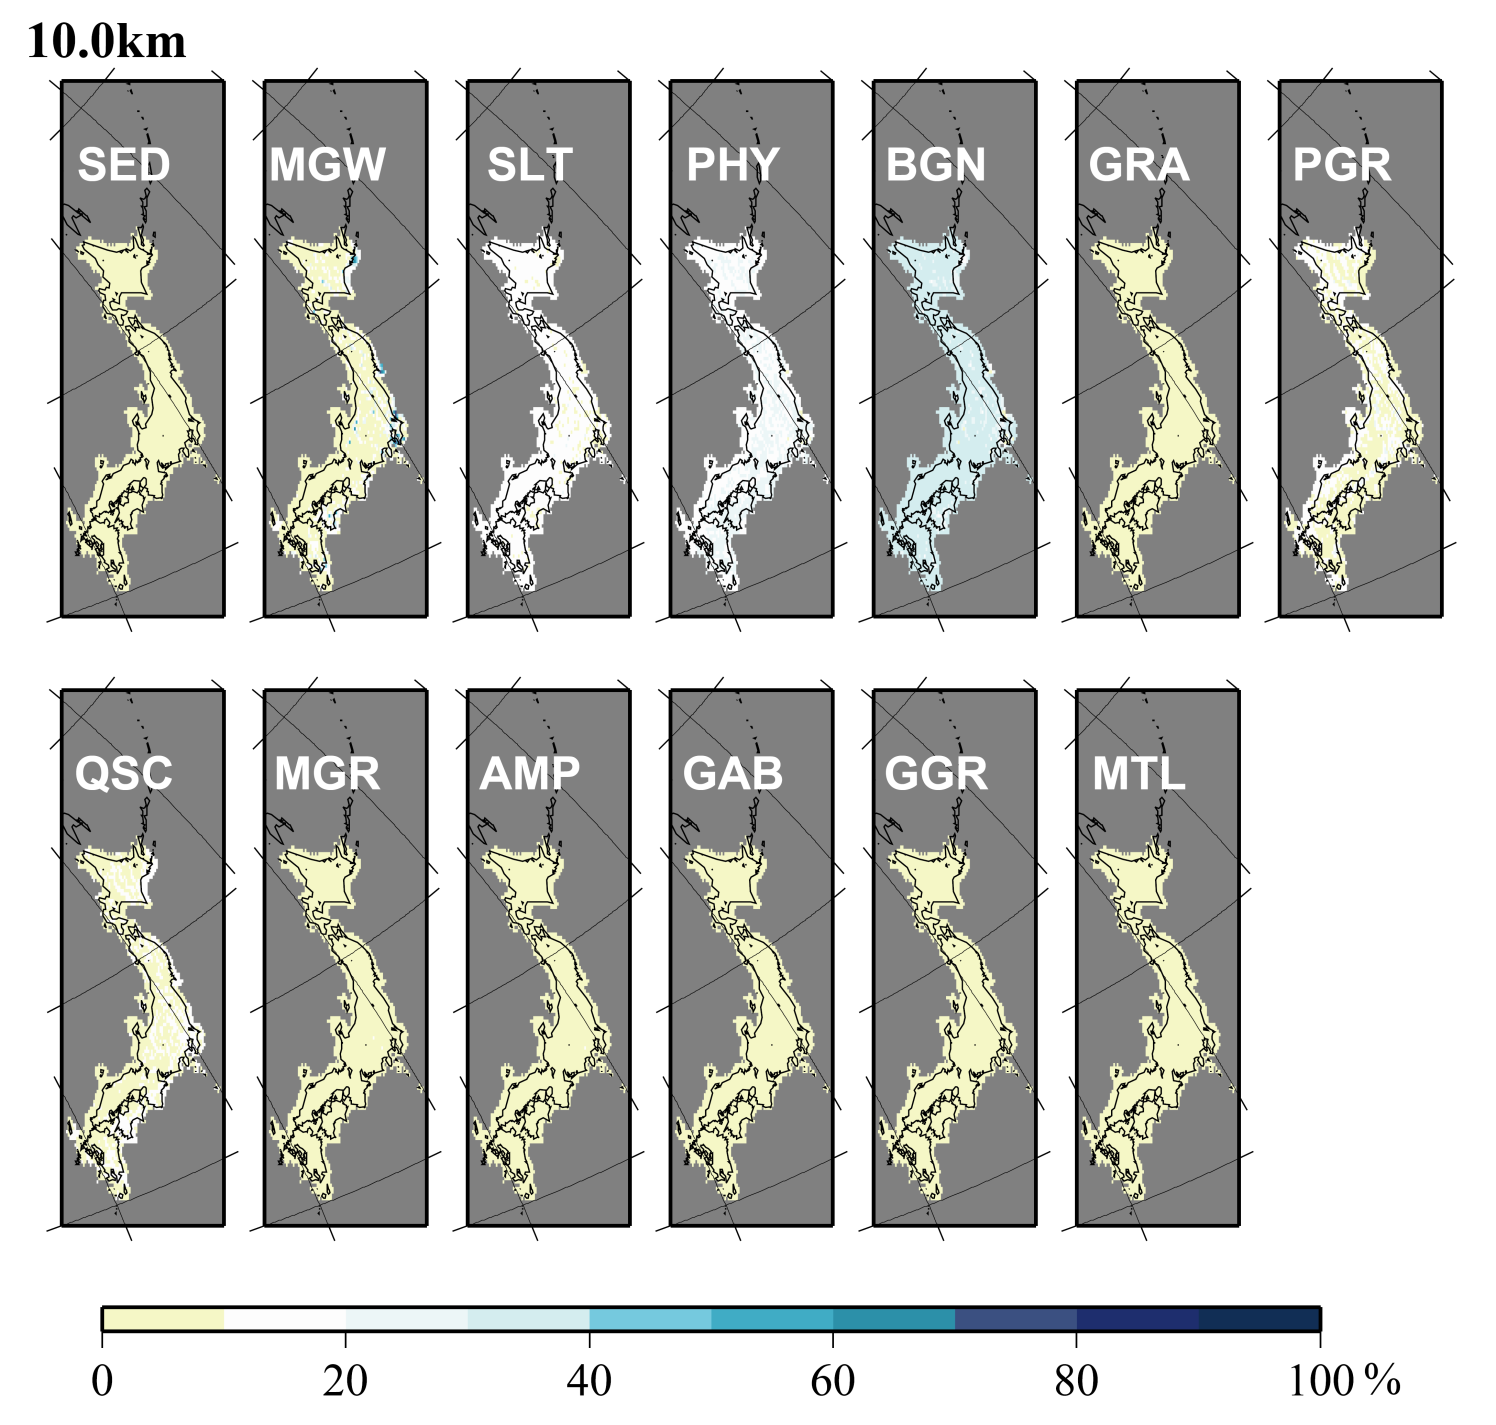 10.0km
SED MGW SLT PHY BGN GRA PGR
QSC MGR AMP GAB GGR MTL
0 20 40 60 80 100 %